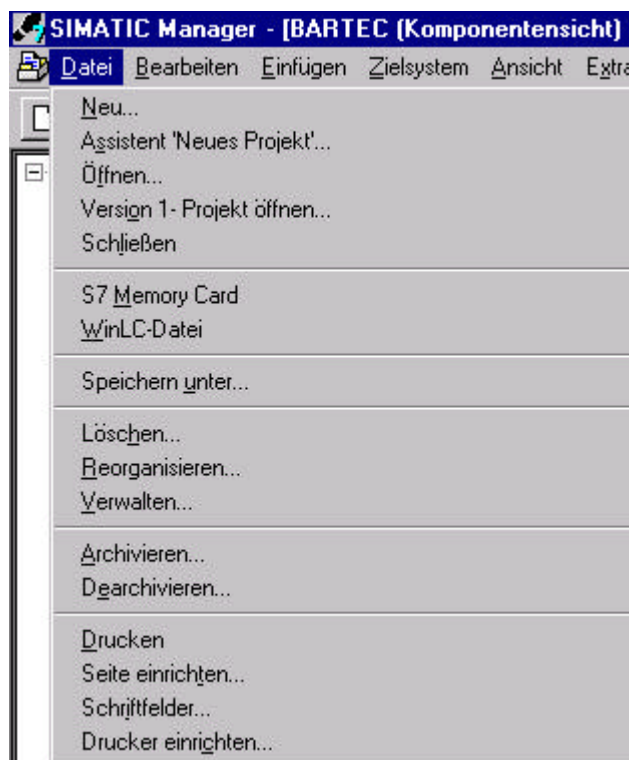 SIMATIC Manager - [BARTEC (Komponentensicht)
Datei Bearbeiten Einfügen Zielsystem Ansicht Extra
Neu...
Assistent 'Neues Projekt'...
Öffnen...
Version 1- Projekt öffnen...
Schließen
S7 Memory Card
WinLC-Datei
Speichern unter...
Löschen...
Reorganisieren...
Verwalten...
Archivieren...
Dearchivieren...
Drucken
Seite einrichten...
Schriftfelder...
Drucker einrichten...